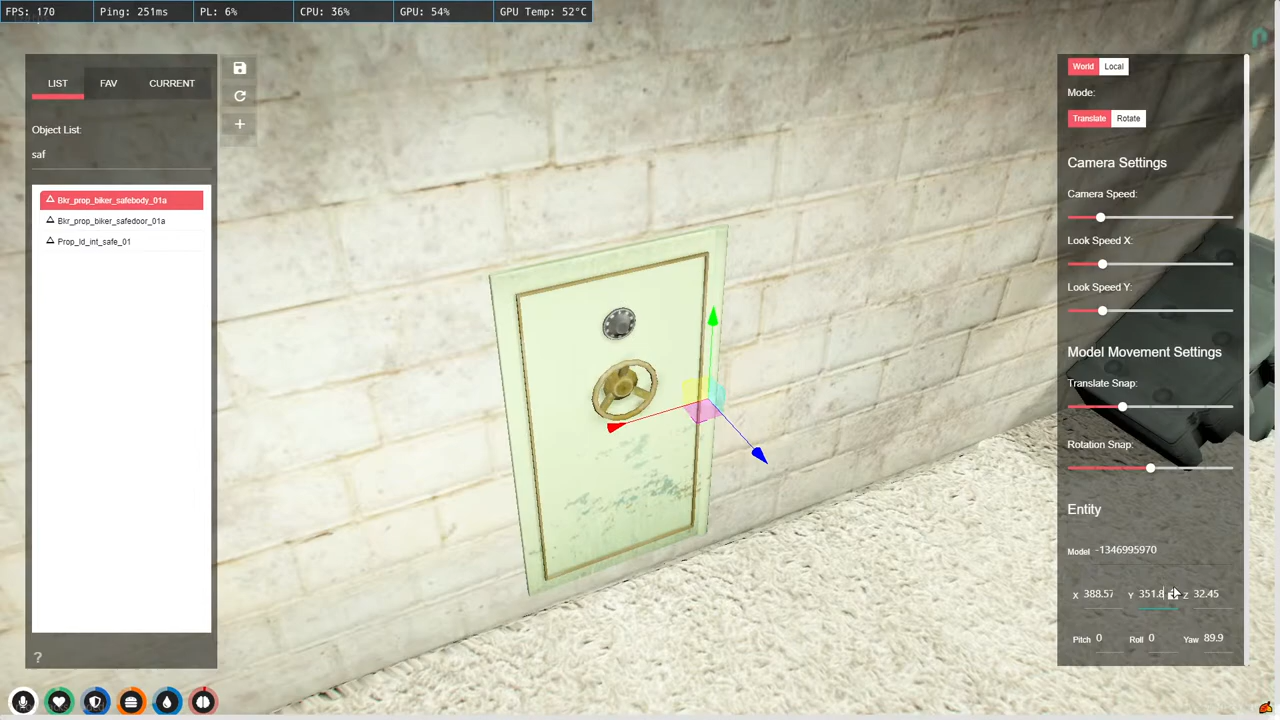 FPS: 170 Ping: 251ms PL: 6% CPU: 36% GPU: 54% GPU Temp: 52°C
LIST FAV CURRENT
Object List:
saf
Bkr_prop_biker_safebody_01a
Bkr_prop_biker_safedoor_01a
Prop_ld_int_safe_01
?
World Local
Mode:
Translate Rotate
Camera Settings
Camera Speed:
Look Speed X:
Look Speed Y:
Model Movement Settings
Translate Snap:
Rotation Snap:
Entity
Model -1346995970
X 388.57 Y 351.8 Z 32.45
Pitch 0 Roll 0 Yaw 89.9